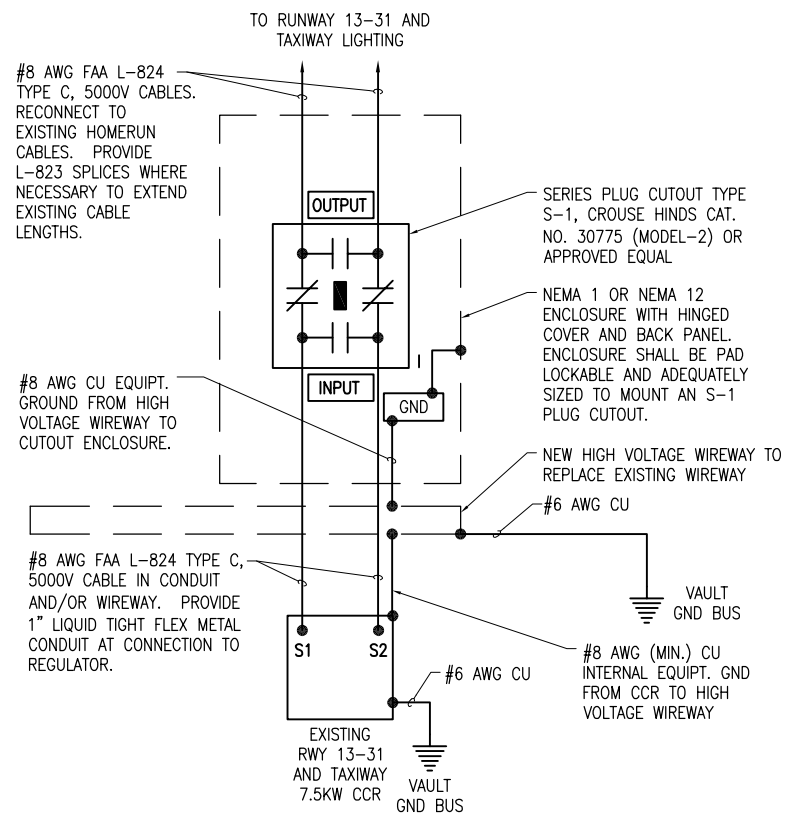 TO RUNWAY 13-31 AND
TAXIWAY LIGHTING
#8 AWG FAA L-824
TYPE C, 5000V CABLES.
RECONNECT TO
EXISTING HOMERUN
CABLES. PROVIDE
L-823 SPLICES WHERE
NECESSARY TO EXTEND
EXISTING CABLE
LENGTHS.
OUTPUT
SERIES PLUG CUTOUT TYPE
S-1, CROUSE HINDS CAT.
NO. 30775 (MODEL-2) OR
APPROVED EQUAL
NEMA 1 OR NEMA 12
ENCLOSURE WITH HINGED
COVER AND BACK PANEL.
ENCLOSURE SHALL BE PAD
LOCKABLE AND ADEQUATELY
SIZED TO MOUNT AN S-1
PLUG CUTOUT.
INPUT
GND
#8 AWG CU EQUIPT.
GROUND FROM HIGH
VOLTAGE WIREWAY TO
CUTOUT ENCLOSURE.
NEW HIGH VOLTAGE WIREWAY TO
REPLACE EXISTING WIREWAY
#6 AWG CU
#8 AWG FAA L-824 TYPE C,
5000V CABLE IN CONDUIT
AND/OR WIREWAY. PROVIDE
1" LIQUID TIGHT FLEX METAL
CONDUIT AT CONNECTION TO
REGULATOR.
VAULT
GND BUS
S1 S2
#8 AWG (MIN.) CU
INTERNAL EQUIPT. GND
FROM CCR TO HIGH
VOLTAGE WIREWAY
#6 AWG CU
EXISTING
RWY 13-31
AND TAXIWAY
7.5KW CCR
VAULT
GND BUS